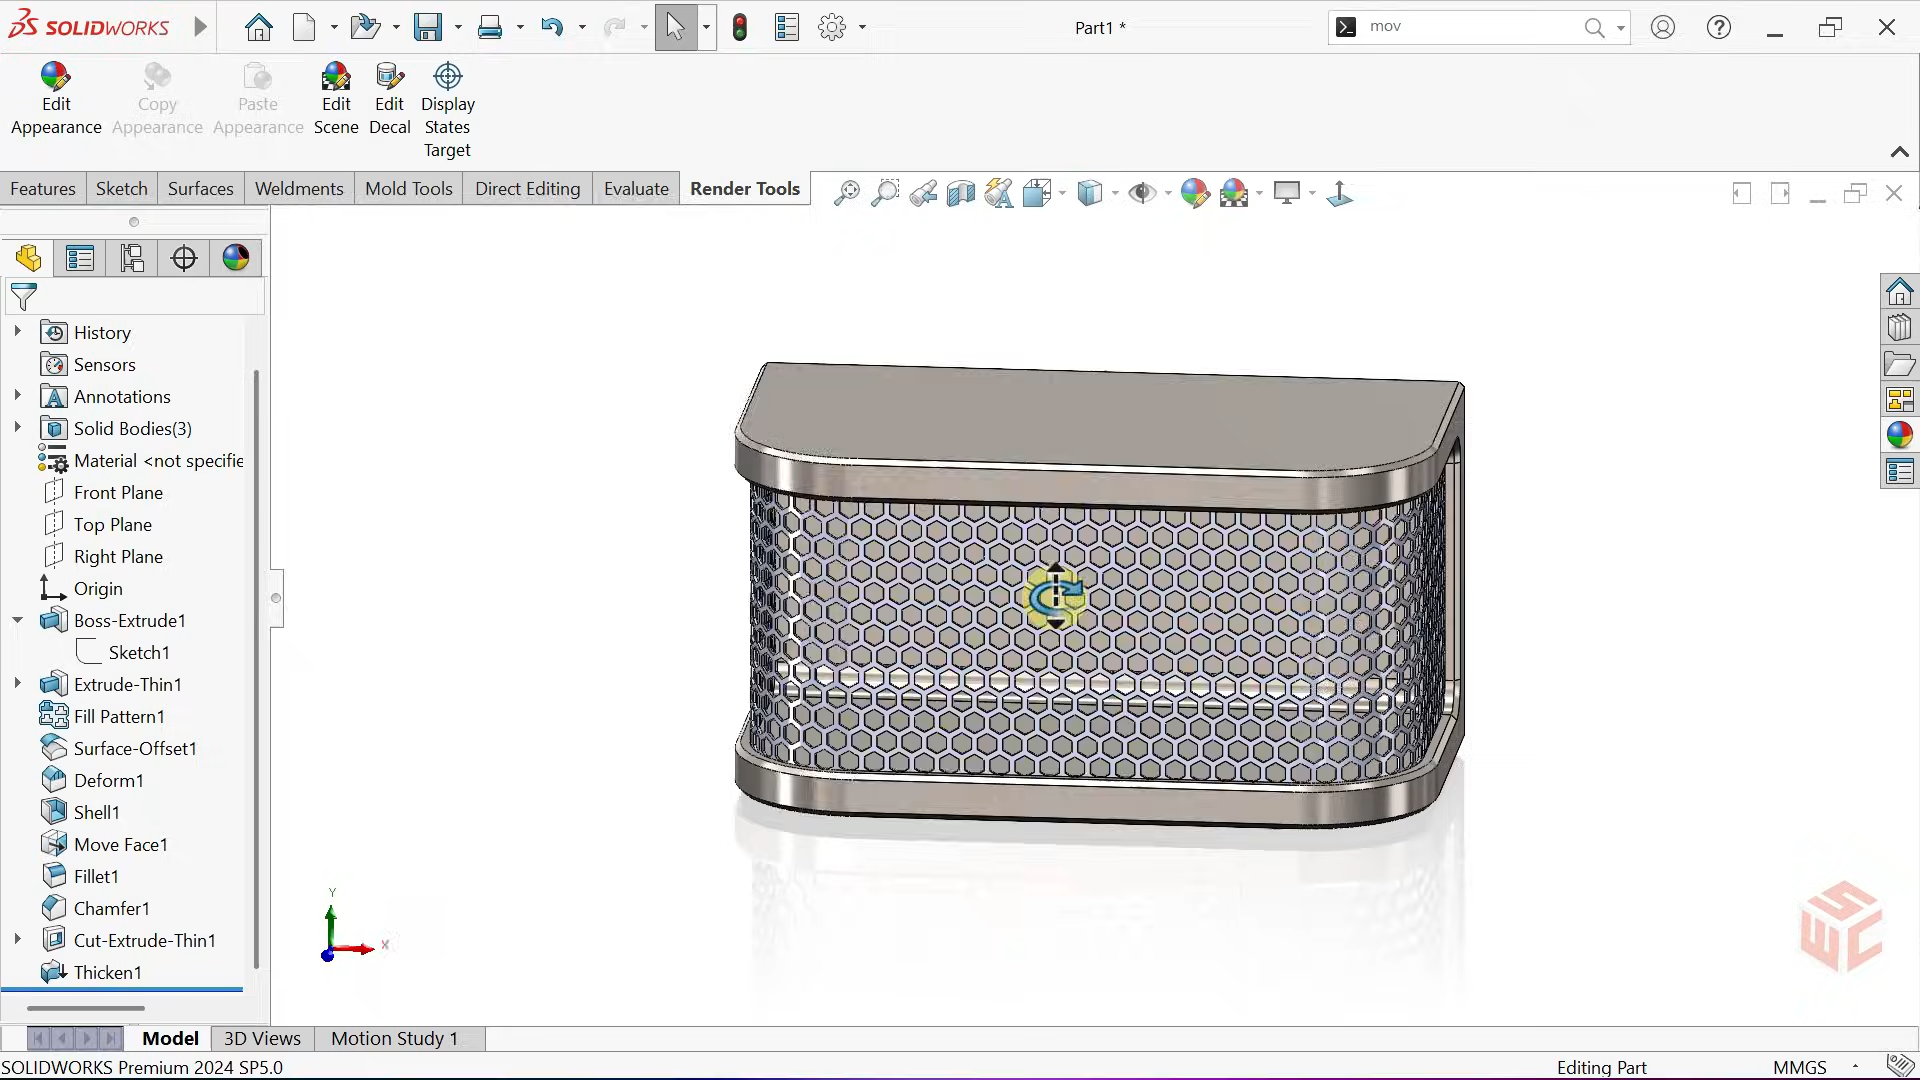 SOLIDWORKS
Part1 *
mov
Edit Appearance
Copy Appearance
Paste Appearance
Edit Scene
Edit Decal
Display States Target
Features
Sketch
Surfaces
Weldments
Mold Tools
Direct Editing
Evaluate
Render Tools
History
Sensors
Annotations
Solid Bodies(3)
Material <not specifie
Front Plane
Top Plane
Right Plane
Origin
Boss-Extrude1
Sketch1
Extrude-Thin1
Fill Pattern1
Surface-Offset1
Deform1
Shell1
Move Face1
Fillet1
Chamfer1
Cut-Extrude-Thin1
Thicken1
Y
X
SWC
Model
3D Views
Motion Study 1
SOLIDWORKS Premium 2024 SP5.0
Editing Part
MMGS